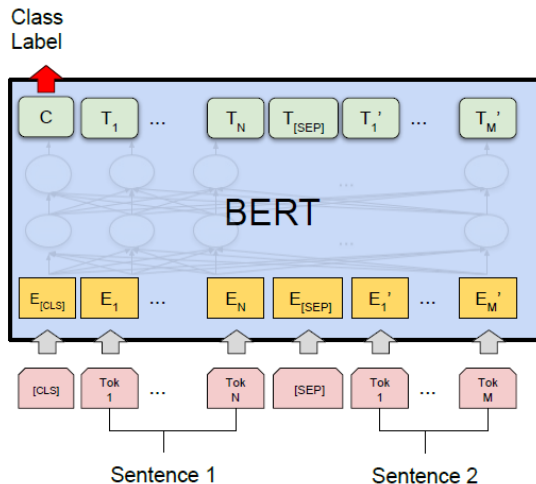 Class
Label
C T1 ... TN T[SEP] T1' ... TM'
...
BERT
...
E[CLS] E1 ... EN E[SEP] E1' ... EM'
[CLS] Tok 1 ... Tok N [SEP] Tok 1 ... Tok M
Sentence 1 Sentence 2